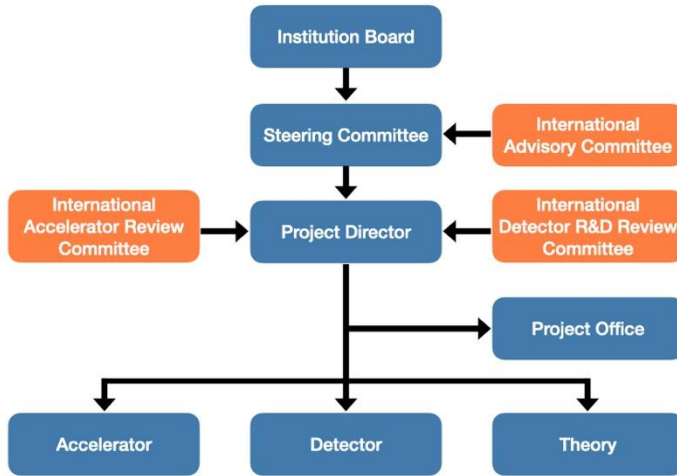 Institution Board
Steering Committee
International
Advisory Committee
International
Accelerator Review
Committee
Project Director
International
Detector R&D Review
Committee
Project Office
Accelerator
Detector
Theory